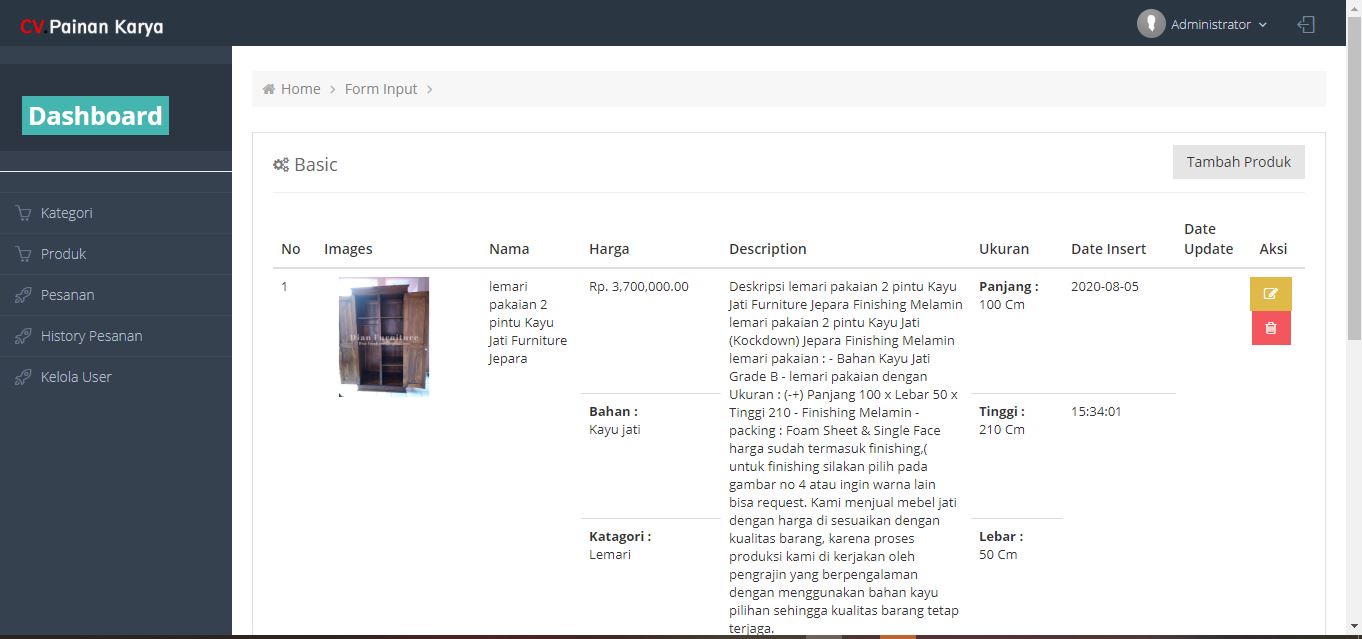 CV.Painan Karya
Administrator
Dashboard
Kategori
Produk
Pesanan
History Pesanan
Kelola User
Home > Form Input >
Basic
Tambah Produk
No Images Nama Harga Description Ukuran Date Insert Date Update Aksi
1
Dian Furniture
lemari
pakaian 2
pintu Kayu
Jati Furniture
Jepara
Rp. 3,700,000.00
Bahan :
Kayu jati
Katagori :
Lemari
Deskripsi lemari pakaian 2 pintu Kayu
Jati Furniture Jepara Finishing Melamin
lemari pakaian 2 pintu Kayu Jati
(Kockdown) Jepara Finishing Melamin
lemari pakaian : - Bahan Kayu Jati
Grade B - lemari pakaian dengan
Ukuran : (-+) Panjang 100 x Lebar 50 x
Tinggi 210 - Finishing Melamin -
packing : Foam Sheet & Single Face
harga sudah termasuk finishing,(
untuk finishing silakan pilih pada
gambar no 4 atau ingin warna lain
bisa request. Kami menjual mebel jati
dengan harga di sesuaikan dengan
kualitas barang, karena proses
produksi kami di kerjakan oleh
pengrajin yang berpengalaman
dengan menggunakan bahan kayu
pilihan sehingga kualitas barang tetap
terjaga.
Panjang :
100 Cm
Tinggi :
210 Cm
Lebar :
50 Cm
2020-08-05
15:34:01